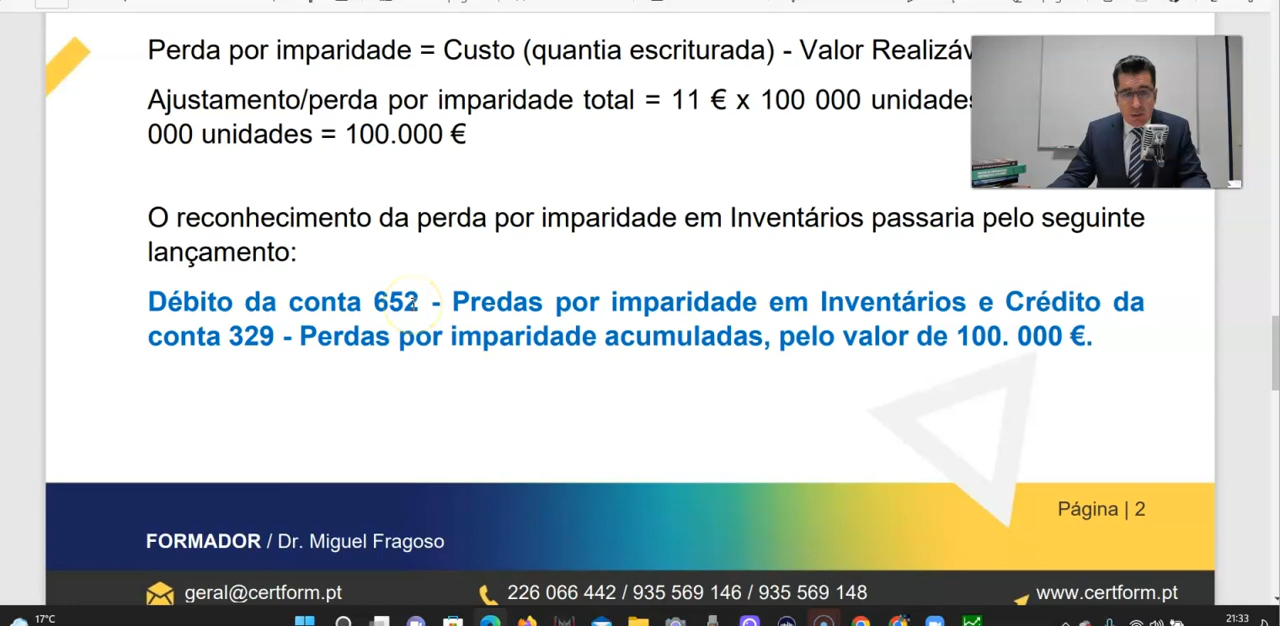 Perda por imparidade = Custo (quantia escriturada) - Valor
Ajustamento/perda por imparidade total = 11 € x 100 000
000 unidades = 100.000 €
O reconhecimento da perda por imparidade em Inventários passaria pelo seguinte
lançamento:
Débito da conta 652 - Predas por imparidade em Inventários e Crédito da
conta 329 - Perdas por imparidade acumuladas, pelo valor de 100. 000 €.
Página | 2
FORMADOR / Dr. Miguel Fragoso
geral@certform.pt 226 066 442 / 935 569 146 / 935 569 148 www.certform.pt
17°C 21:33